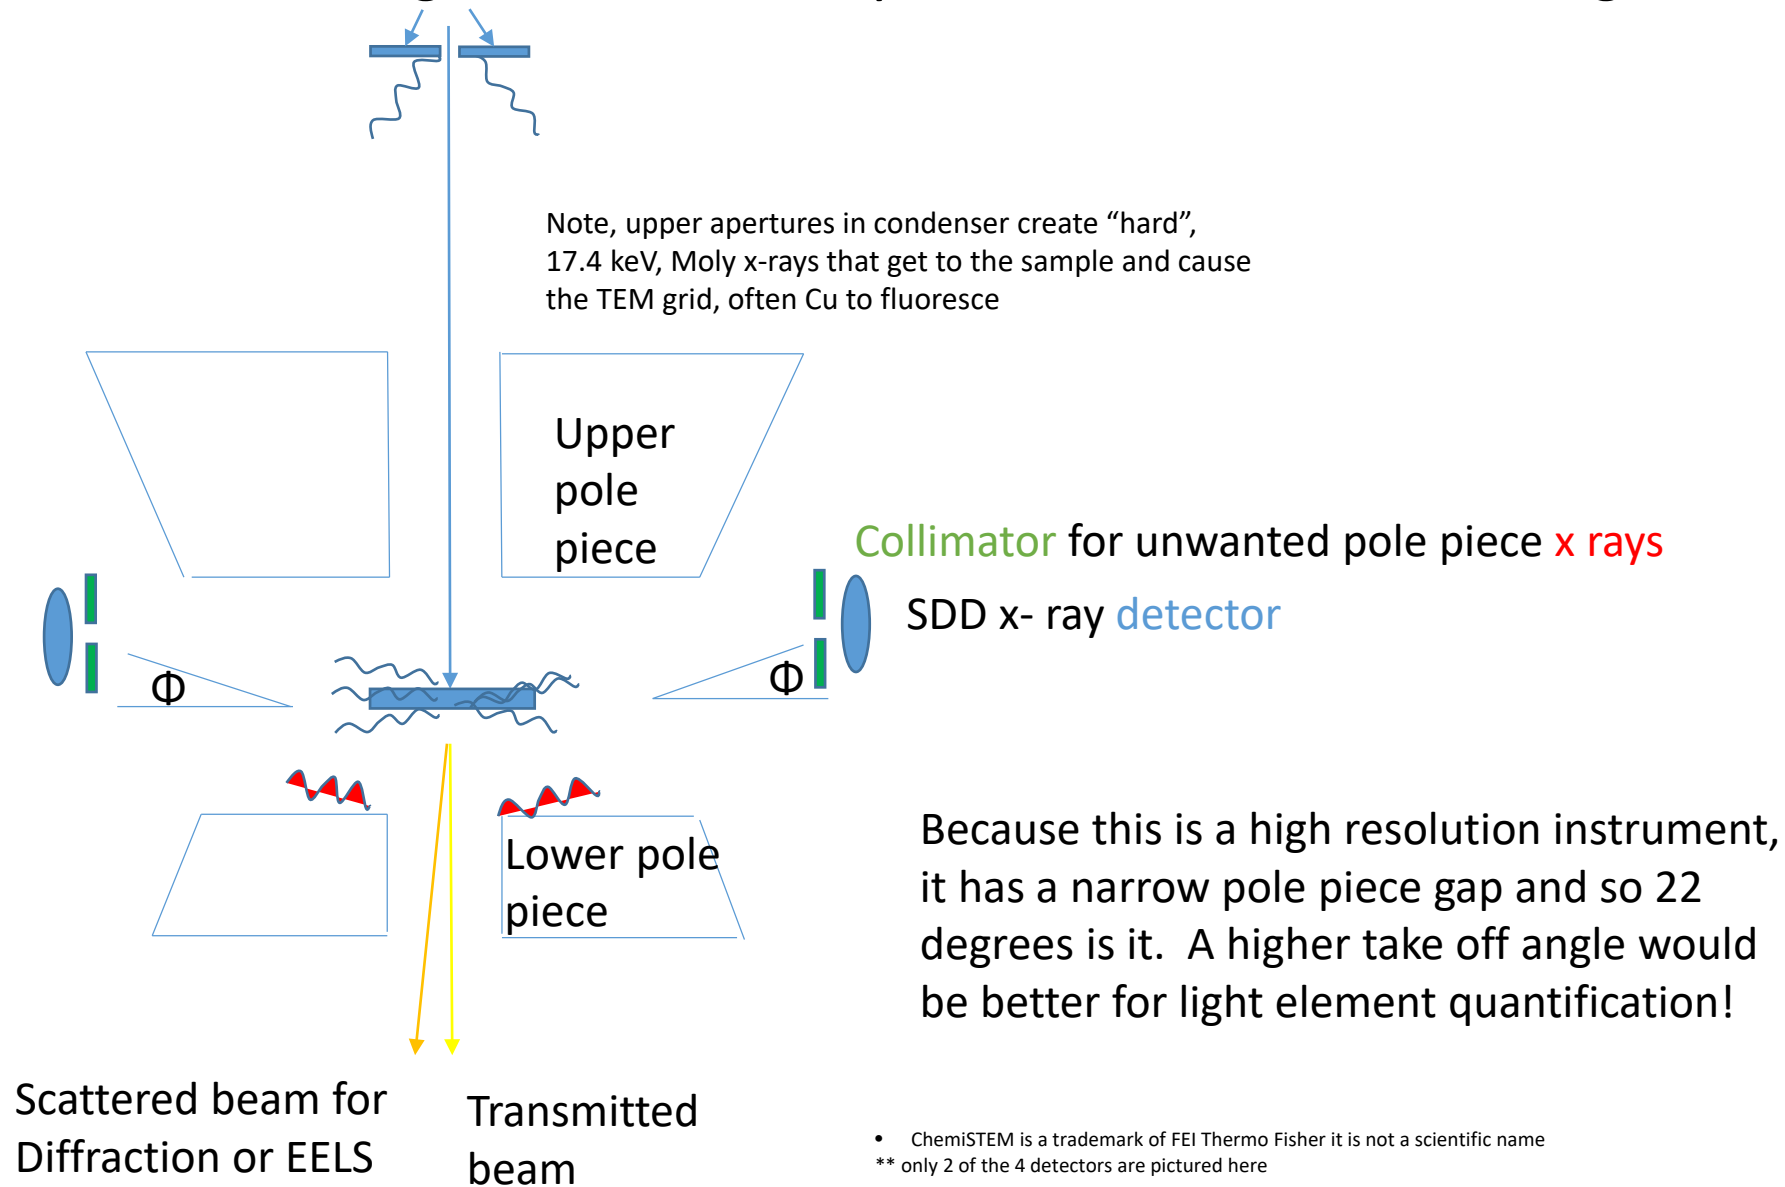 Note, upper apertures in condenser create “hard”,
17.4 keV, Moly x-rays that get to the sample and cause
the TEM grid, often Cu to fluoresce
Upper
pole
piece
Collimator for unwanted pole piece x rays
SDD x- ray detector
Φ
Φ
Lower pole
piece
Because this is a high resolution instrument,
it has a narrow pole piece gap and so 22
degrees is it.  A higher take off angle would
be better for light element quantification!
Scattered beam for
Diffraction or EELS
Transmitted
beam
• ChemiSTEM is a trademark of FEI Thermo Fisher it is not a scientific name
** only 2 of the 4 detectors are pictured here